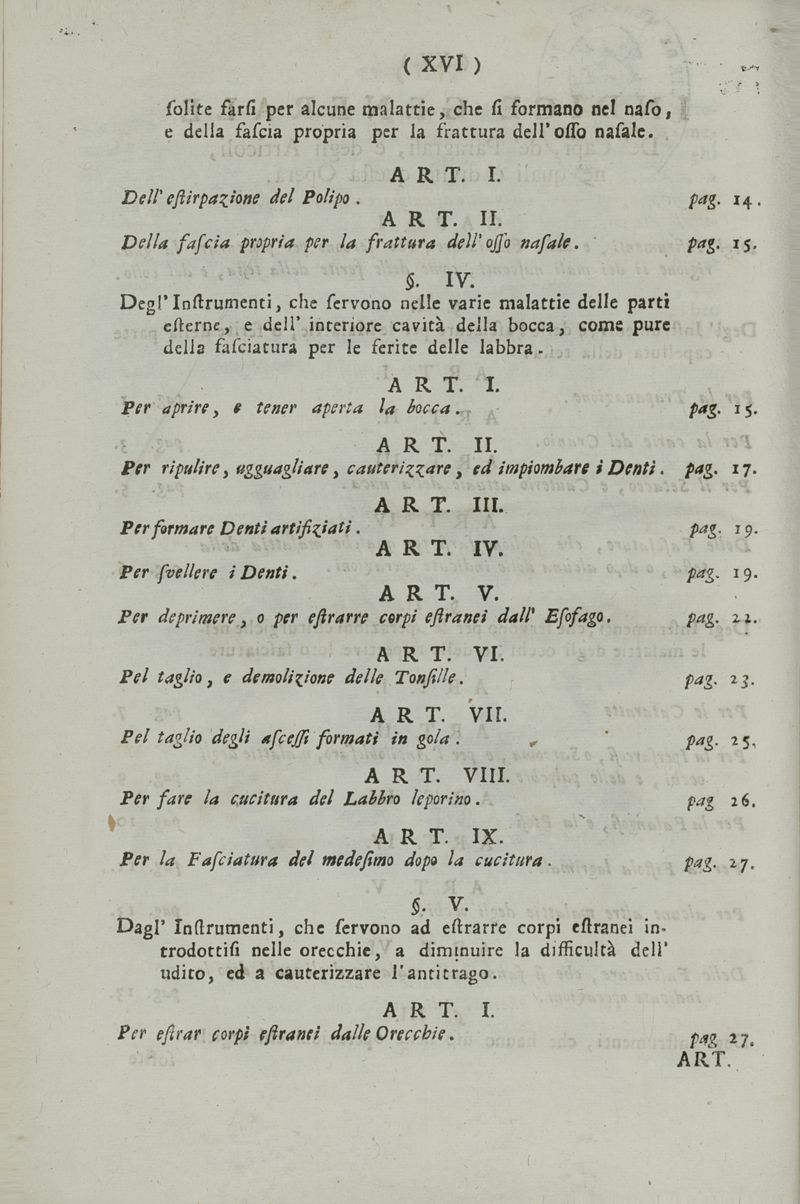 ( XVI )
ſolite farſi per alcune malattie, che ſi formano nel naſo,
e della faſcia propria per la frattura dell' oſſo naſale.
ART. I.
Dell' eſtirpazione del Polipo . pag. 14.
ART. II.
Della faſcia propria per la frattura dell' oſſo naſale. pag. 15.
§. IV.
Degl' Inſtrumenti, che ſervono nelle varie malattie delle parti
eſterne, e dell' interiore cavità della bocca, come pure
della faſciatura per le ferite delle labbra.
ART. I.
Per aprire, e tener aperta la bocca. pag. 15.
ART. II.
Per ripulire, agguagliare, cauterizzare, ed impiombare i Denti. pag. 17.
ART. III.
Per formare Denti artifiziati. pag. 19.
ART. IV.
Per ſvellere i Denti. pag. 19.
ART. V.
Per deprimere, o per eſtrarre corpi eſtranei dall' Eſofago. pag. 22.
ART. VI.
Pel taglio, e demolizione delle Tonſille. pag. 23.
ART. VII.
Pel taglio degli aſceſſi formati in gola. pag. 25.
ART. VIII.
Per fare la cucitura del Labbro leporino. pag 26.
ART. IX.
Per la Faſciatura del medeſimo dopo la cucitura. pag. 27.
§. V.
Dagl' Inſtrumenti, che ſervono ad eſtrarre corpi eſtranei in-
trodottiſi nelle orecchie, a diminuire la difficultà dell'
udito, ed a cauterizzare l'antitrago.
ART. I.
Per eſtrar corpi eſtranei dalle Orecchie. pag 27.
ART.